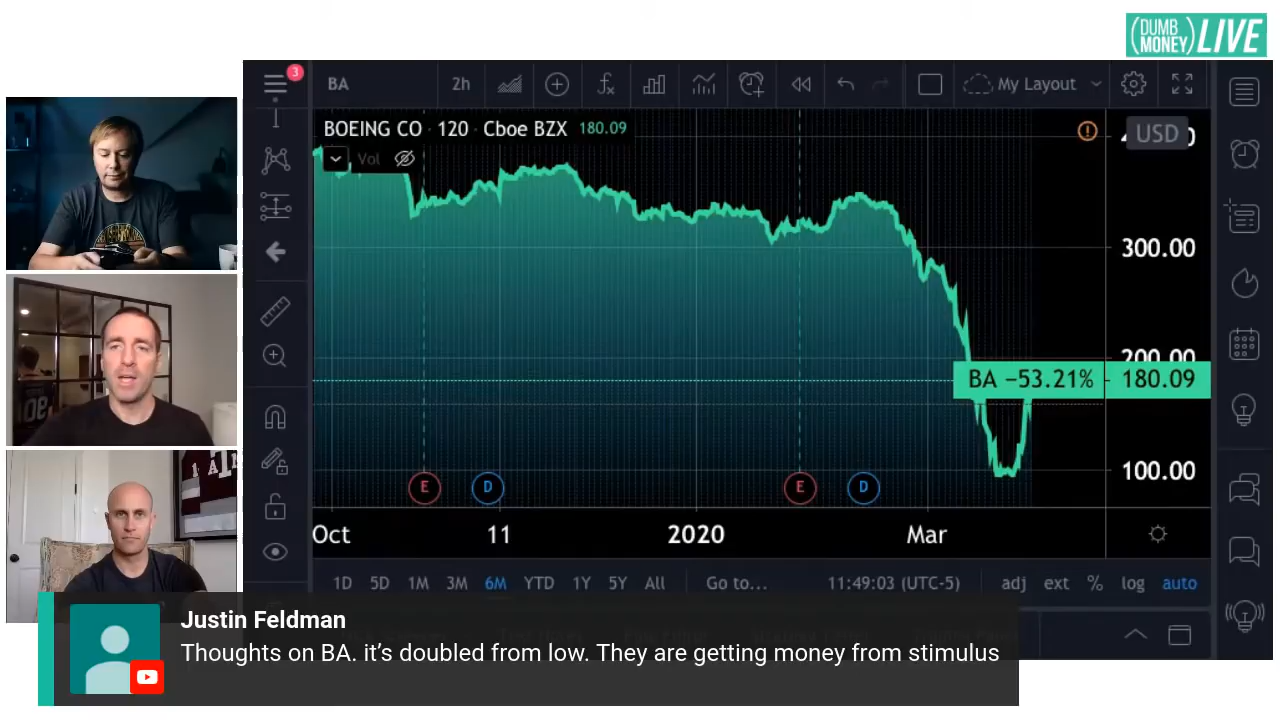 (DUMB MONEY) LIVE
3
BA
2h
My Layout
BOEING CO · 120 · Cboe BZX 180.09
USD
Vol
300.00
200.00
BA −53.21%
180.09
100.00
E
D
E
D
Oct
11
2020
Mar
1D 5D 1M 3M 6M YTD 1Y 5Y All
Go to...
11:49:03 (UTC-5)
adj ext % log auto
Justin Feldman
Thoughts on BA. it’s doubled from low. They are getting money from stimulus